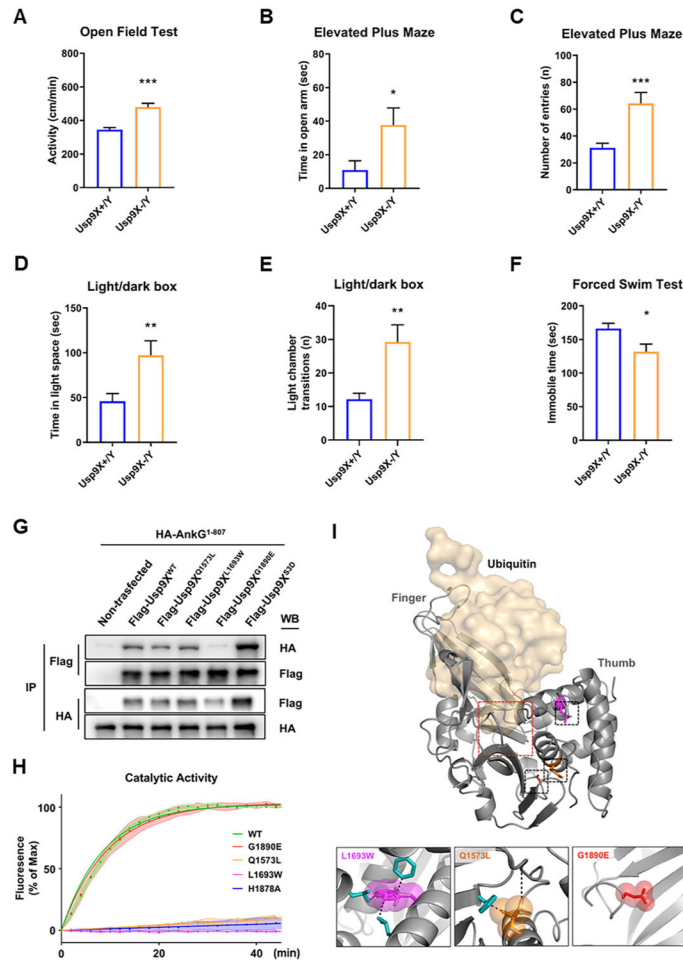 A
Open Field Test
Activity (cm/min)
600
400
200
0
***
Usp9X+/Y
Usp9X-/Y
B
Elevated Plus Maze
Time in open arm (sec)
60
40
20
0
*
Usp9X+/Y
Usp9X-/Y
C
Elevated Plus Maze
Number of entries (n)
100
80
60
40
20
0
***
Usp9X+/Y
Usp9X-/Y
D
Light/dark box
Time in light space (sec)
150
100
50
0
**
Usp9X+/Y
Usp9X-/Y
E
Light/dark box
Light chamber
transitions (n)
40
30
20
10
0
**
Usp9X+/Y
Usp9X-/Y
F
Forced Swim Test
Immobile time (sec)
200
150
100
50
0
*
Usp9X+/Y
Usp9X-/Y
G
HA-AnkG1-807
Non-trasfected
Flag-Usp9XWT
Flag-Usp9XQ1573L
Flag-Usp9XL1693W
Flag-Usp9XG1890E
Flag-Usp9XS3D
WB
IP
Flag
HA
HA
Flag
Flag
HA
H
Catalytic Activity
Fluoresence
(% of Max)
100
50
0
WT
G1890E
Q1573L
L1693W
H1878A
0
20
40
(min)
I
Ubiquitin
Finger
Thumb
L1693W
Q1573L
G1890E